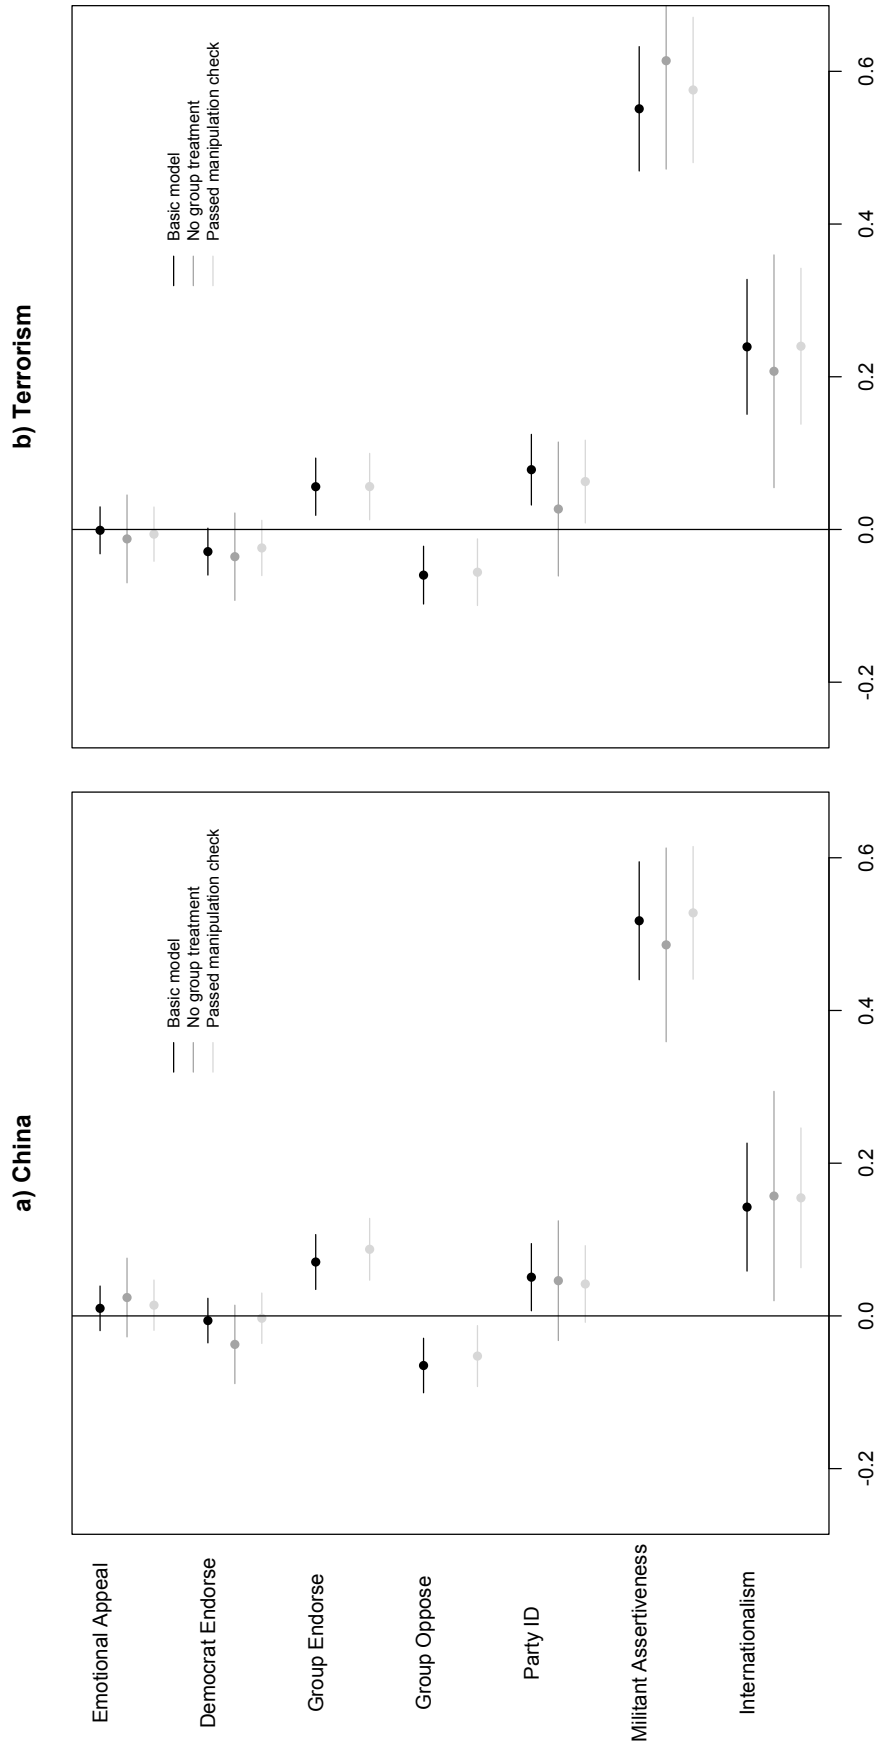 a) China
b) Terrorism
Emotional Appeal
Democrat Endorse
Group Endorse
Group Oppose
Party ID
Militant Assertiveness
Internationalism
Basic model
No group treatment
Passed manipulation check
-0.2
0.0
0.2
0.4
0.6
Basic model
No group treatment
Passed manipulation check
-0.2
0.0
0.2
0.4
0.6